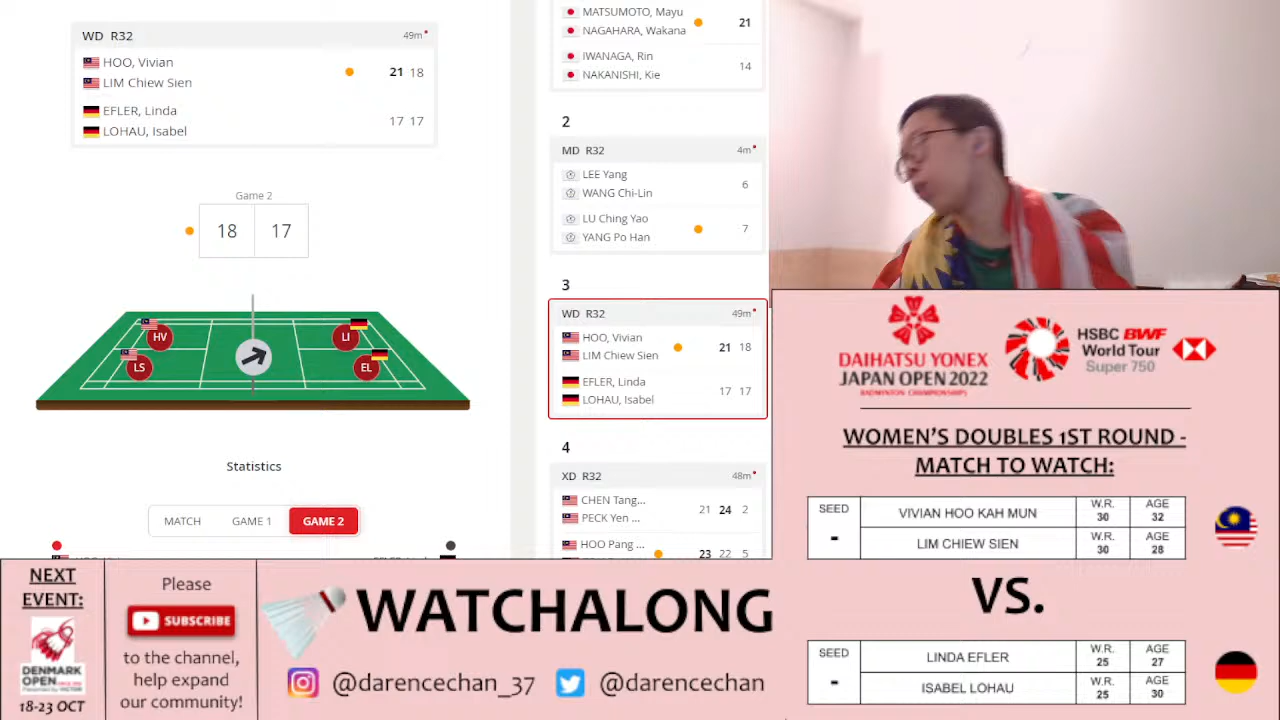 WD R32 49m
HOO, Vivian
LIM Chiew Sien
21 18
EFLER, Linda
LOHAU, Isabel
17 17
Game 2
18 17
HV
LS
LI
EL
Statistics
MATCH GAME 1 GAME 2
MATSUMOTO, Mayu
NAGAHARA, Wakana
21
IWANAGA, Rin
NAKANISHI, Kie
14
2
MD R32 4m
LEE Yang
WANG Chi-Lin
6
LU Ching Yao
YANG Po Han
7
3
WD R32 49m
HOO, Vivian
LIM Chiew Sien
21 18
EFLER, Linda
LOHAU, Isabel
17 17
4
XD R32 48m
CHEN Tang...
PECK Yen ...
21 24 2
HOO Pang ...
23 22 5
DAIHATSU YONEX
JAPAN OPEN 2022
BADMINTON CHAMPIONSHIPS
HSBC BWF
World Tour
Super 750
WOMEN'S DOUBLES 1ST ROUND -
MATCH TO WATCH:
SEED
-
VIVIAN HOO KAH MUN
W.R.
30
AGE
32
LIM CHIEW SIEN
W.R.
30
AGE
28
VS.
SEED
-
LINDA EFLER
W.R.
25
AGE
27
ISABEL LOHAU
W.R.
25
AGE
30
NEXT
EVENT:
DENMARK
OPEN
18-23 OCT
Please
SUBSCRIBE
to the channel,
help expand
our community!
WATCHALONG
@darencechan_37
@darencechan